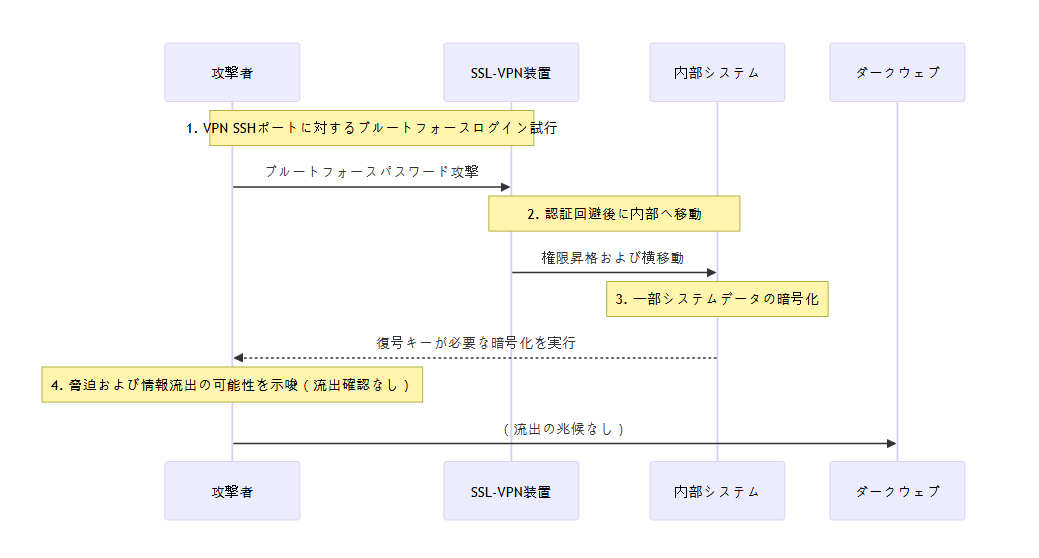 攻撃者
SSL-VPN装置
内部システム
ダークウェブ
1. VPN SSHポートに対するブルートフォースログイン試行
ブルートフォースパスワード攻撃
2. 認証回避後に内部へ移動
権限昇格および横移動
3. 一部システムデータの暗号化
復号キーが必要な暗号化を実行
4. 脅迫および情報流出の可能性を示唆 ( 流出確認なし )
( 流出の兆候なし )
攻撃者
SSL-VPN装置
内部システム
ダークウェブ